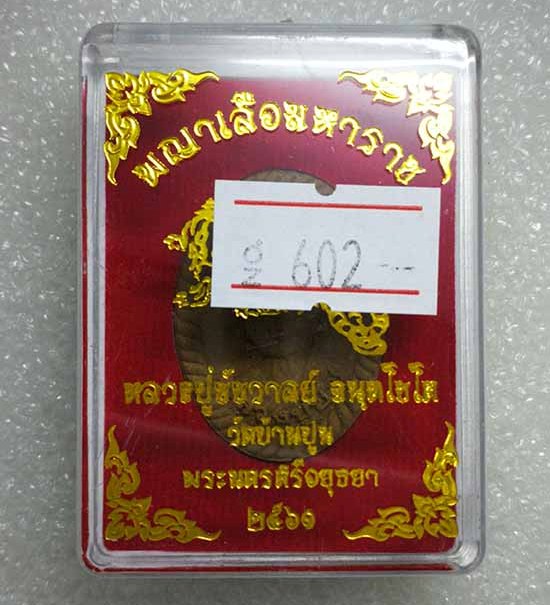 พญาเสือมหาราช
602
หลวงปู่ชัชวาลย์ อนฺตโชโต
วัดบ้านปูน
พระนครศรีอยุธยา
๒๕๖๑